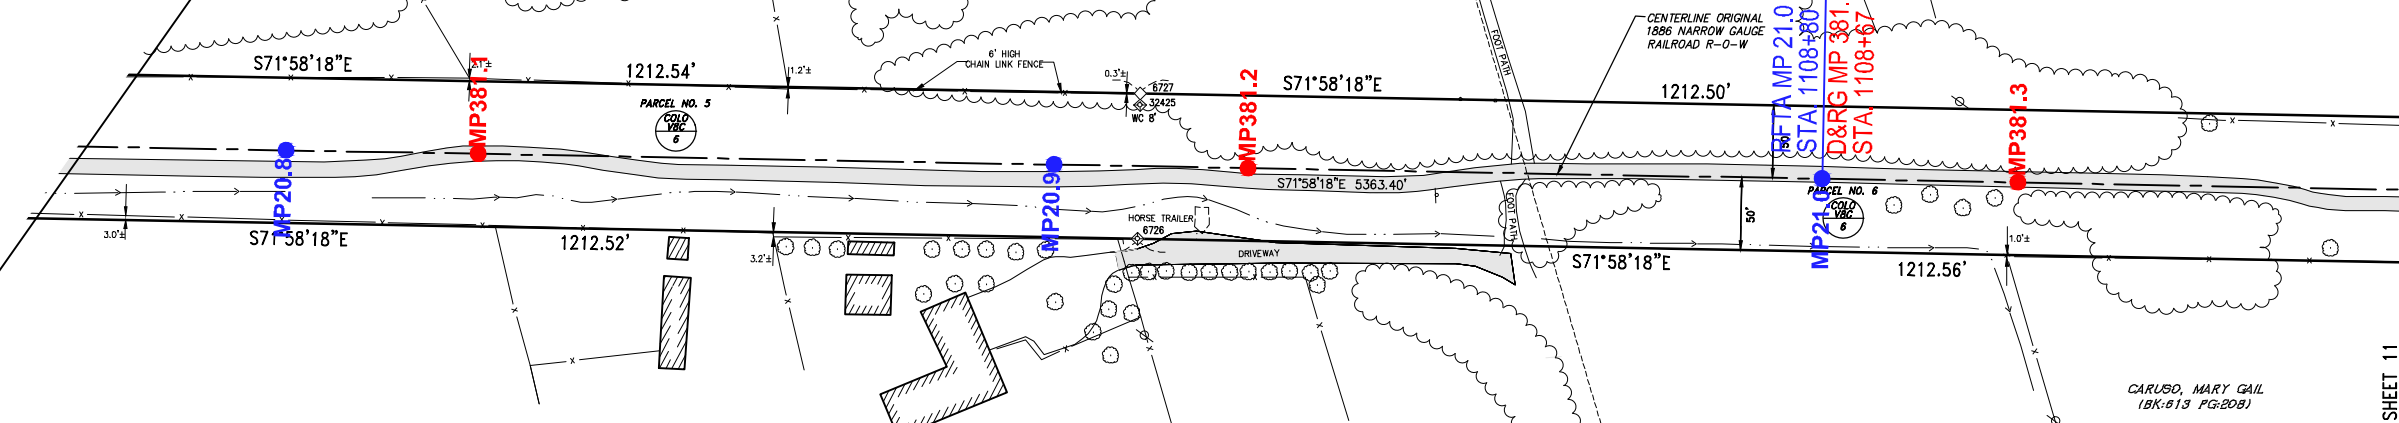 S71°58'18"E
2.1'±
MP381.1
1212.54'
1.2'±
PARCEL NO. 5
COLO
VBC
6
6' HIGH
CHAIN LINK FENCE
0.3'±
6727
32425
WC 8'
MP381.2
S71°58'18"E
FOOT PATH
CENTERLINE ORIGINAL
1886 NARROW GAUGE
RAILROAD R-O-W
1212.50'
RFTA MP 21.0
STA. 1108+80
D&RG MP 381.
STA. 1108+67
50'
MP381.3
MP20.8
MP20.9
S71°58'18"E 5363.40'
P
MP21.0
PARCEL NO. 6
COLO
VBC
6
50'
3.0'±
S71°58'18"E
1212.52'
3.2'±
HORSE TRAILER
6726
DRIVEWAY
FOOT PATH
S71°58'18"E
1212.56'
1.0'±
CARUSO, MARY GAIL
(BK:613 PG:208)
SHEET 11